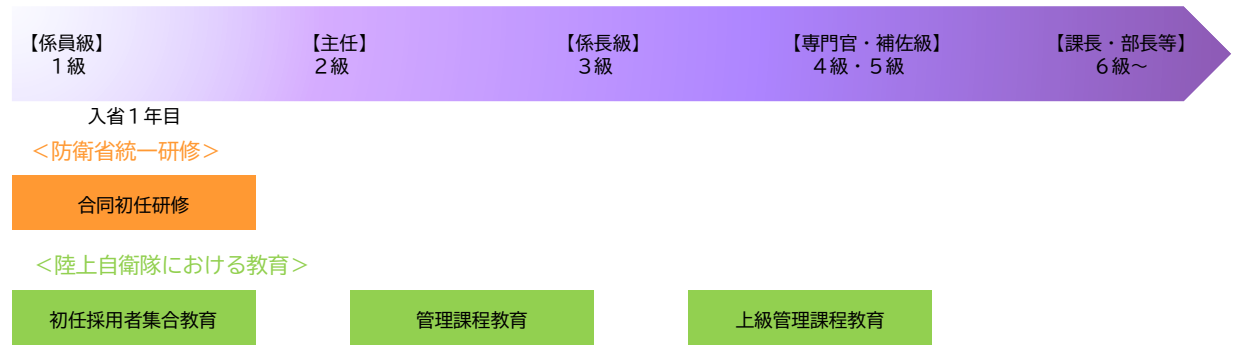 【係員級】 【主任】 【係長級】 【専門官・補佐級】 【課長・部長等】
１級 ２級 ３級 ４級・５級 ６級～
入省１年目
＜防衛省統一研修＞
合同初任研修
＜陸上自衛隊における教育＞
初任採用者集合教育 管理課程教育 上級管理課程教育